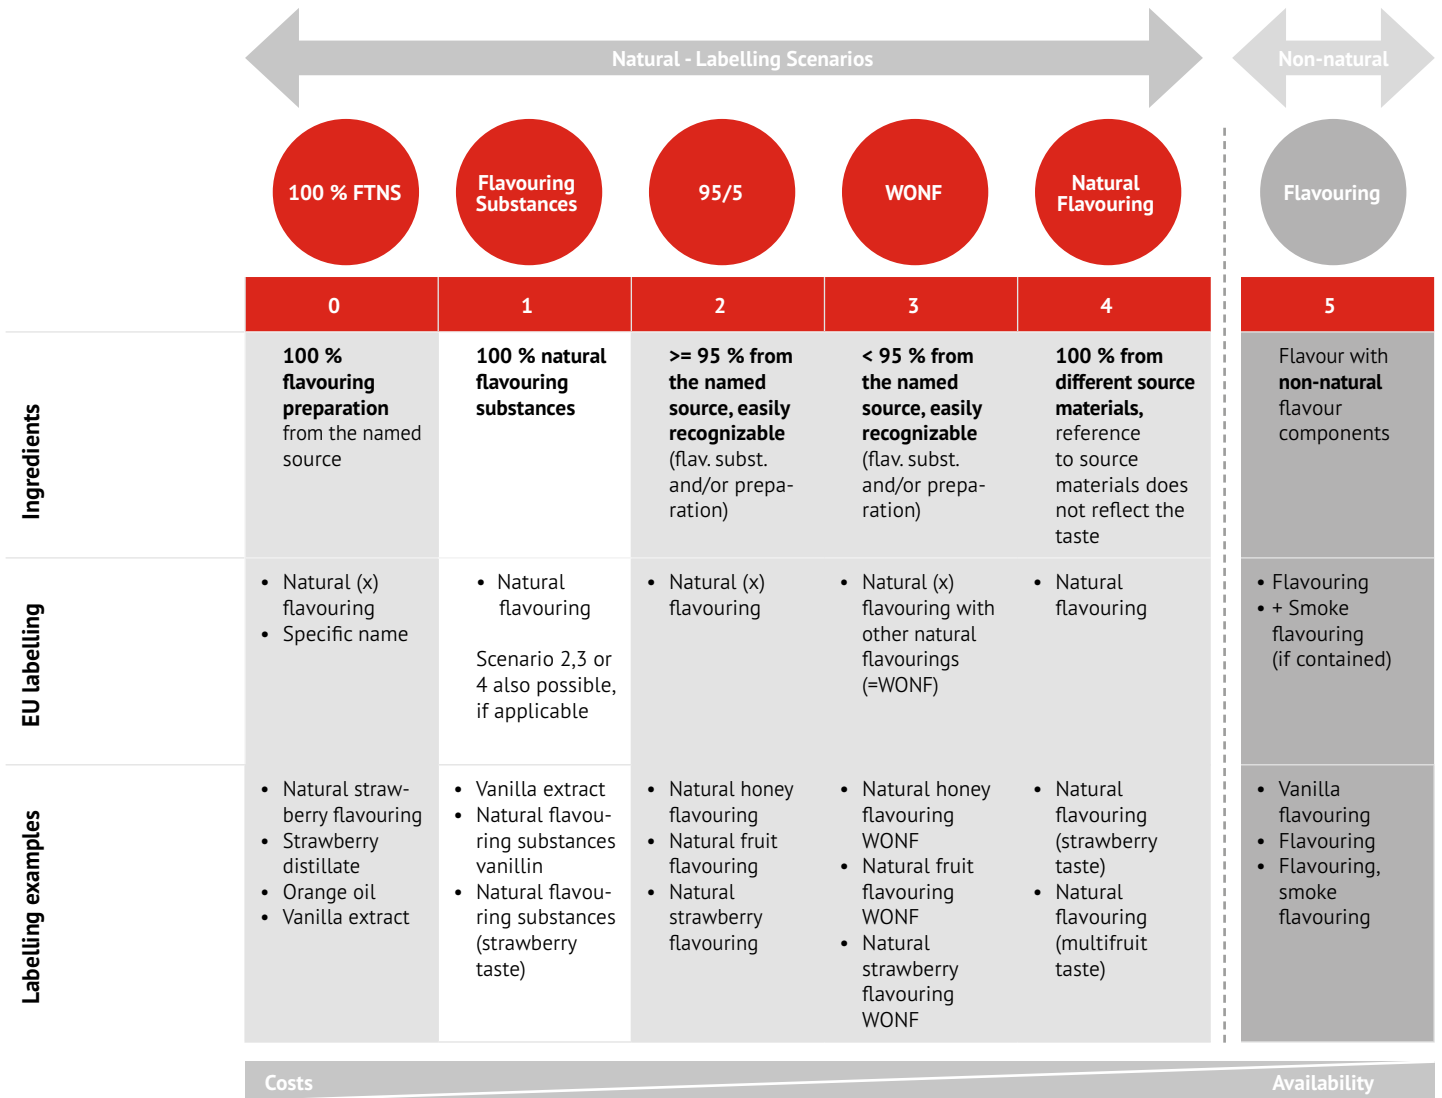 Natural - Labelling Scenarios
Non-natural
100 % FTNS
Flavouring
Substances
95/5
WONF
Natural
Flavouring
Flavouring
0
1
2
3
4
5
Ingredients
100 %
flavouring
preparation
from the named
source
100 % natural
flavouring
substances
>= 95 % from
the named
source, easily
recognizable
(flav. subst.
and/or prepa-
ration)
< 95 % from
the named
source, easily
recognizable
(flav. subst.
and/or prepa-
ration)
100 % from
different source
materials,
reference
to source
materials does
not reflect the
taste
Flavour with
non-natural
flavour
components
EU labelling
• Natural (x)
flavouring
• Specific name
• Natural
flavouring
Scenario 2,3 or
4 also possible,
if applicable
• Natural (x)
flavouring
• Natural (x)
flavouring with
other natural
flavourings
(=WONF)
• Natural
flavouring
• Flavouring
• + Smoke
flavouring
(if contained)
Labelling examples
• Natural straw-
berry flavouring
• Strawberry
distillate
• Orange oil
• Vanilla extract
• Vanilla extract
• Natural flavou-
ring substances
vanillin
• Natural flavou-
ring substances
(strawberry
taste)
• Natural honey
flavouring
• Natural fruit
flavouring
• Natural
strawberry
flavouring
• Natural honey
flavouring
WONF
• Natural fruit
flavouring
WONF
• Natural
strawberry
flavouring
WONF
• Natural
flavouring
(strawberry
taste)
• Natural
flavouring
(multifruit
taste)
• Vanilla
flavouring
• Flavouring
• Flavouring,
smoke
flavouring
Costs
Availability